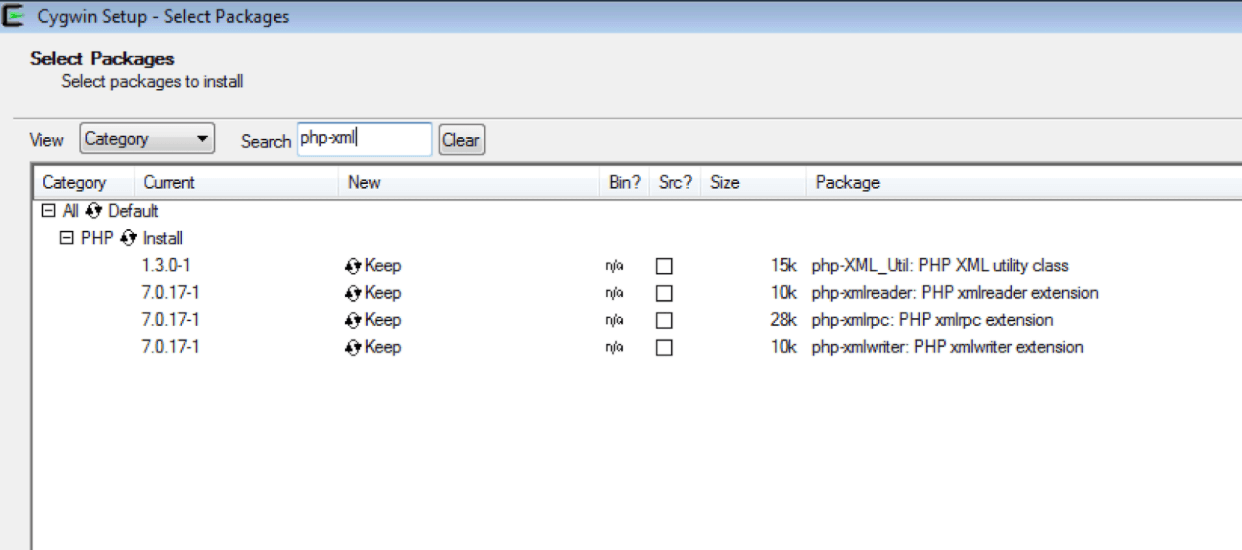 Cygwin Setup - Select Packages
Select Packages
Select packages to install
View Category Search php-xml Clear
Category Current New Bin? Src? Size Package
All Default
PHP Install
1.3.0-1 Keep n/a 15k php-XML_Util: PHP XML utility class
7.0.17-1 Keep n/a 10k php-xmlreader: PHP xmlreader extension
7.0.17-1 Keep n/a 28k php-xmlrpc: PHP xmlrpc extension
7.0.17-1 Keep n/a 10k php-xmlwriter: PHP xmlwriter extension